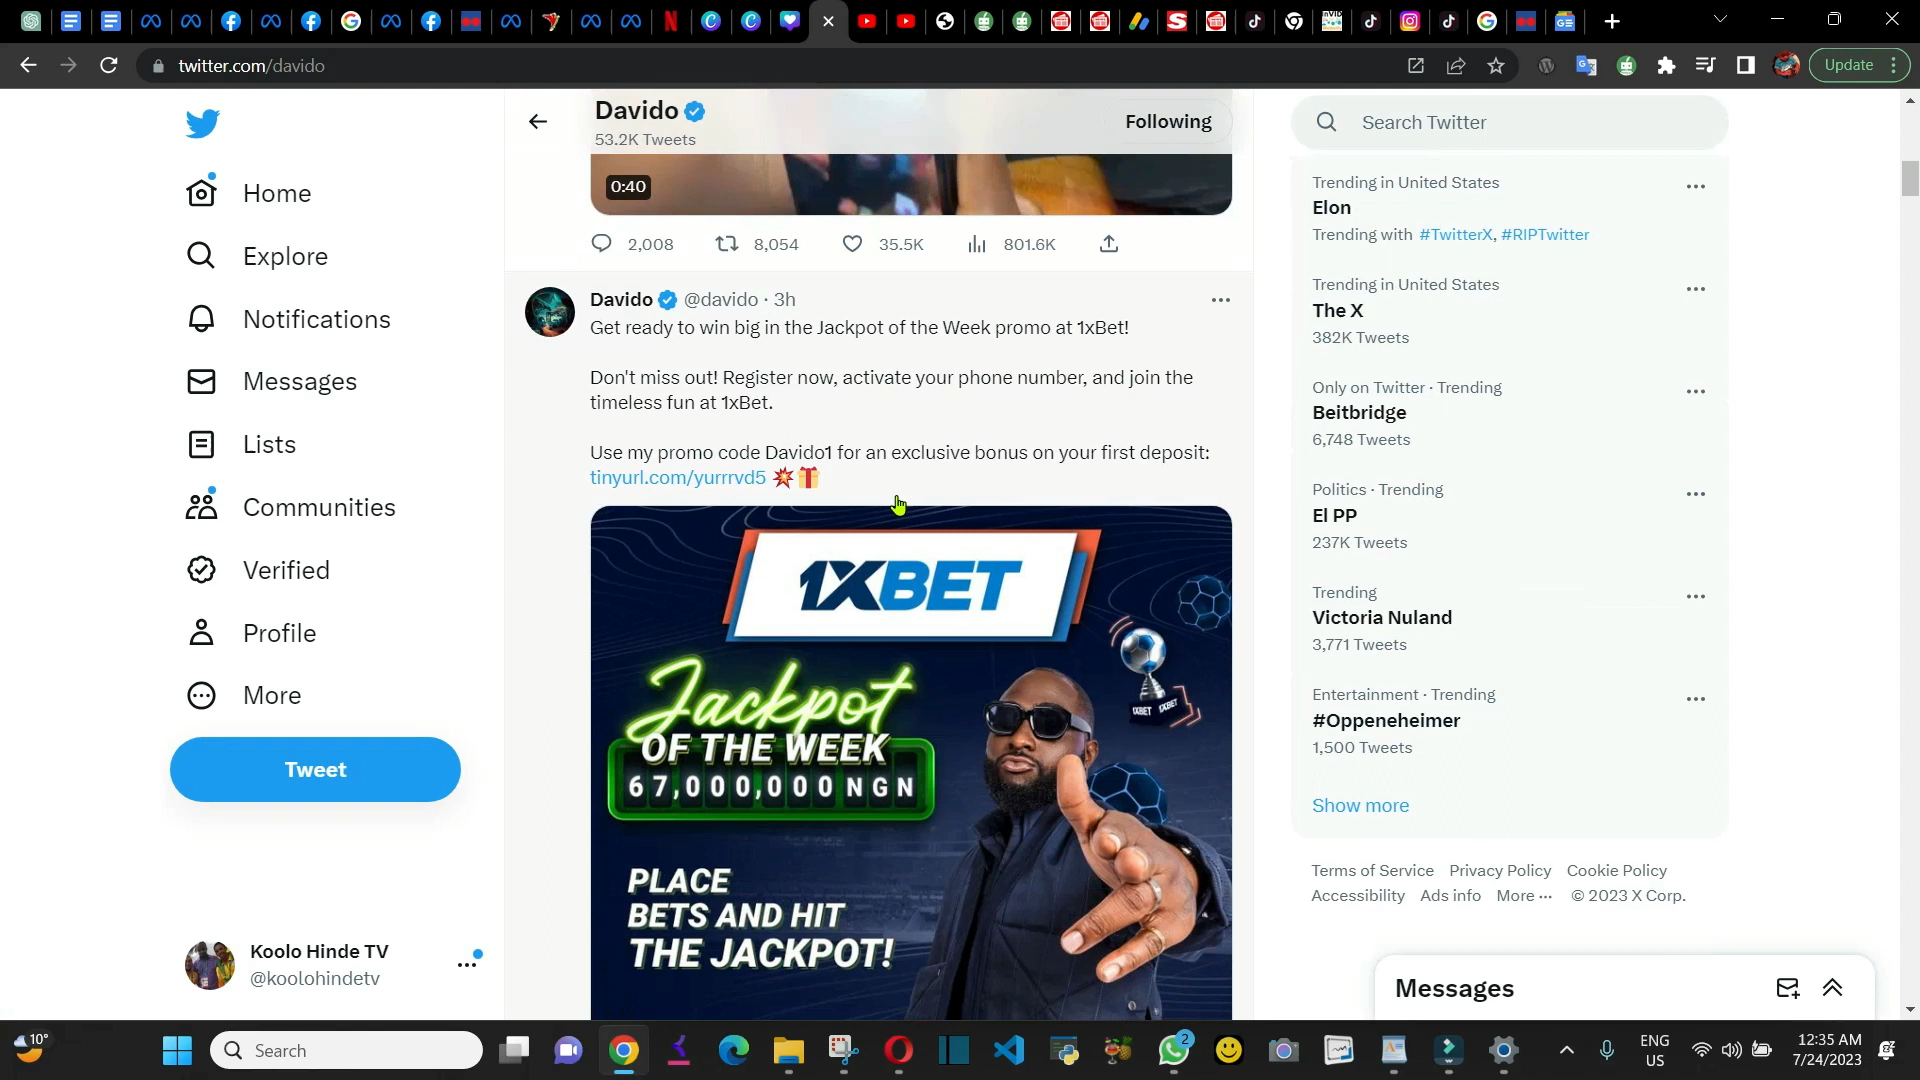 twitter.com/davido
Update
Home
Explore
Notifications
Messages
Lists
Communities
Verified
Profile
More
Tweet
Koolo Hinde TV
@koolohindetv
Davido
53.2K Tweets
Following
0:40
2,008
8,054
35.5K
801.6K
Davido @davido · 3h
Get ready to win big in the Jackpot of the Week promo at 1xBet!
Don't miss out! Register now, activate your phone number, and join the
timeless fun at 1xBet.
Use my promo code Davido1 for an exclusive bonus on your first deposit:
tinyurl.com/yurrrvd5
1XBET
Jackpot
OF THE WEEK
67,000,000 NGN
PLACE
BETS AND HIT
THE JACKPOT!
1XBET 1XBET
Search Twitter
Trending in United States
Elon
Trending with #TwitterX, #RIPTwitter
Trending in United States
The X
382K Tweets
Only on Twitter · Trending
Beitbridge
6,748 Tweets
Politics · Trending
El PP
237K Tweets
Trending
Victoria Nuland
3,771 Tweets
Entertainment · Trending
#Oppeneheimer
1,500 Tweets
Show more
Terms of Service Privacy Policy Cookie Policy
Accessibility Ads info More ··· © 2023 X Corp.
Messages
10°
Search
2
ENG
US
12:35 AM
7/24/2023